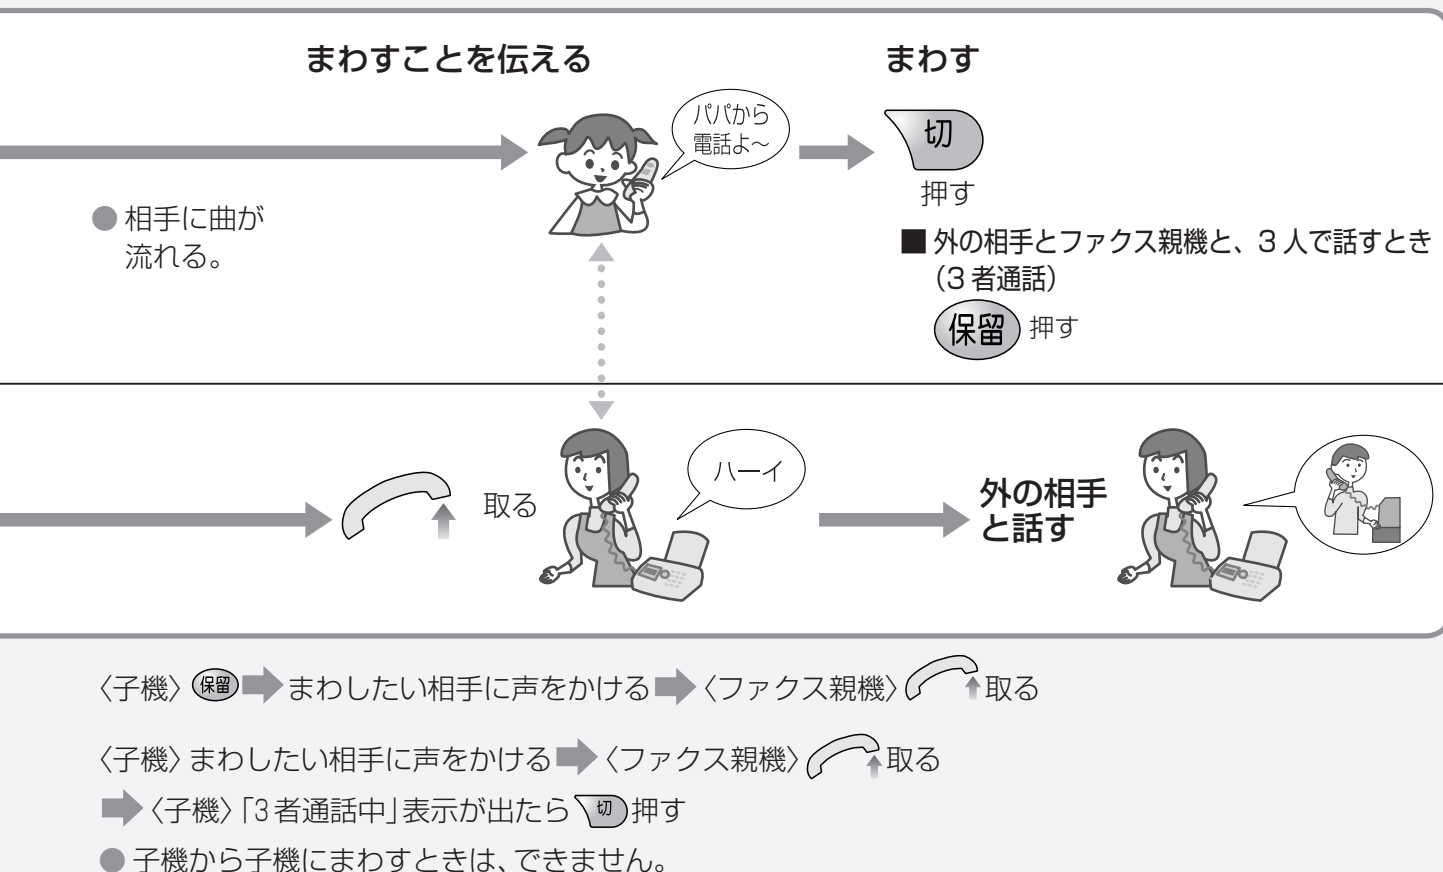 まわすことを伝える
まわす
パパから
電話よ～
切
押す
● 相手に曲が
流れる。
■ 外の相手とファクス親機と、3人で話すとき
（3者通話）
保留 押す
取る
ハーイ
外の相手
と話す
〈子機〉 保留 まわしたい相手に声をかける 〈ファクス親機〉 取る
〈子機〉 まわしたい相手に声をかける 〈ファクス親機〉 取る
〈子機〉「3者通話中」表示が出たら 切 押す
● 子機から子機にまわすときは、できません。